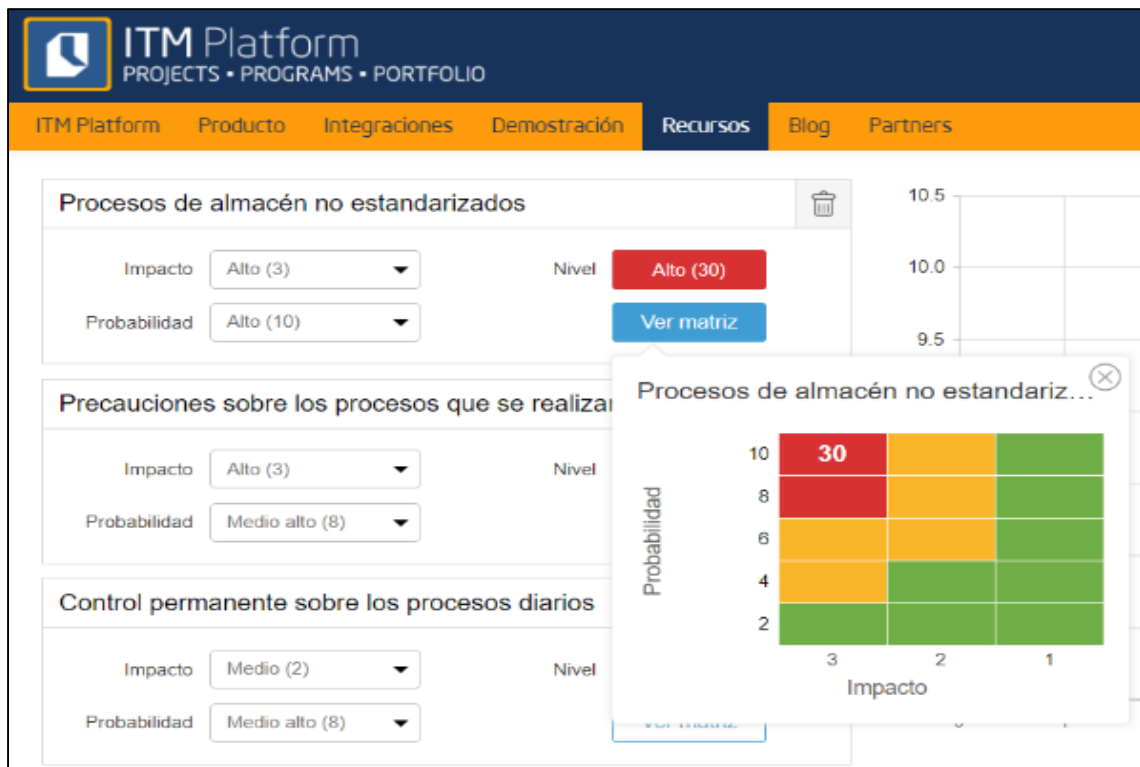 ITM Platform
PROJECTS • PROGRAMS • PORTFOLIO
ITM Platform Producto Integraciones Demostración Recursos Blog Partners
Procesos de almacén no estandarizados
Impacto Alto (3) Nivel Alto (30)
Probabilidad Alto (10) Ver matriz
Precauciones sobre los procesos que se realizan
Impacto Alto (3) Nivel
Probabilidad Medio alto (8)
Control permanente sobre los procesos diarios
Impacto Medio (2) Nivel
Probabilidad Medio alto (8) Ver matriz
10.5
10.0
9.5
Procesos de almacén no estandariz...
Probabilidad
10 30
8
6
4
2
3 2 1
Impacto